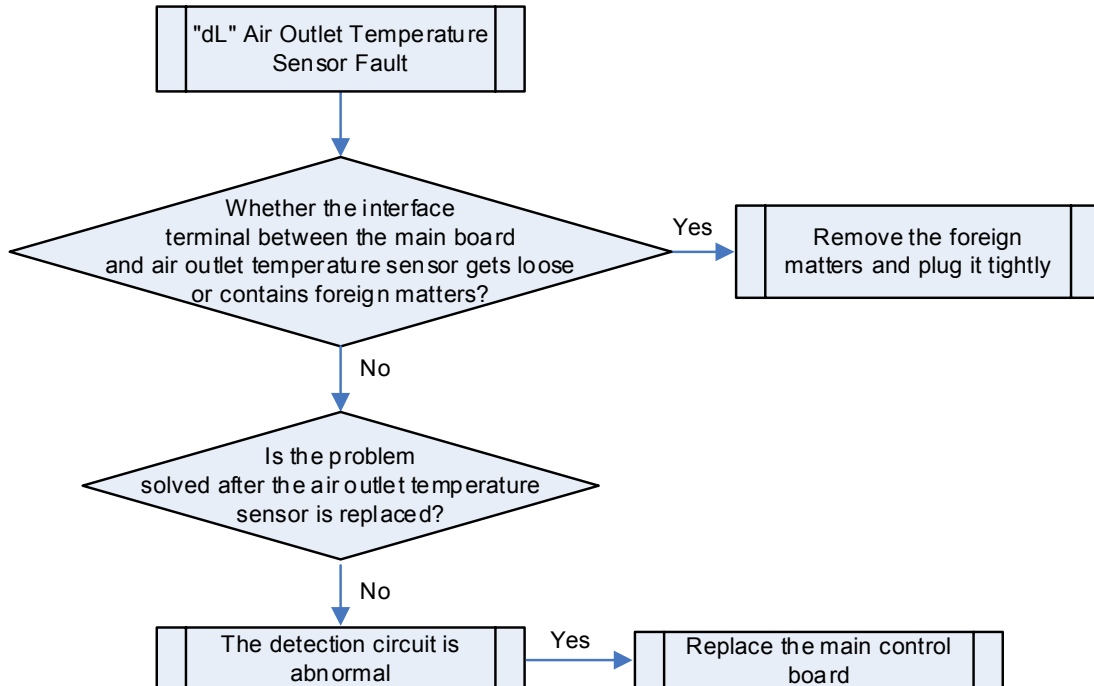 "dL" Air Outlet Temperature
Sensor Fault
Whether the interface
terminal between the main board
and air outlet temperature sensor gets loose
or contains foreign matters?
Yes
Remove the foreign
matters and plug it tightly
No
Is the problem
solved after the air outlet temperature
sensor is replaced?
No
The detection circuit is
abnormal
Yes
Replace the main control
board